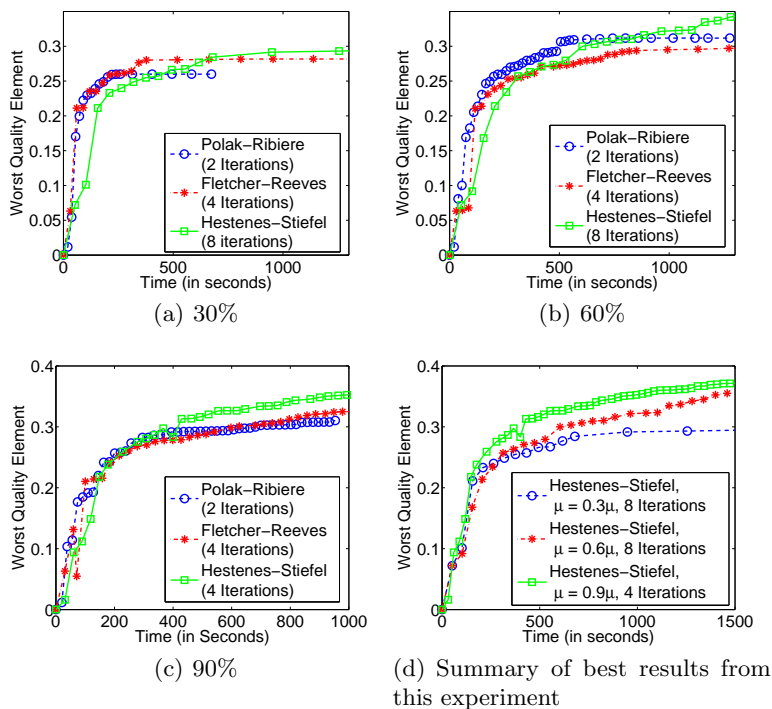 0.3
0.25
0.2
0.15
0.1
0.05
0
Worst Quality Element
Polak−Ribiere
(2 Iterations)
Fletcher−Reeves
(4 Iterations)
Hestenes−Stiefel
(8 iterations)
0 500 1000
Time (in seconds)
(a) 30%
0.3
0.25
0.2
0.15
0.1
0.05
0
Worst Quality Element
Polak−Ribiere
(2 Iterations)
Fletcher−Reeves
(4 Iterations)
Hestenes−Stiefel
(8 Iterations)
0 500 1000
Time (in seconds)
(b) 60%
0.4
0.3
0.2
0.1
0
Worst Quality Element
Polak−Ribiere
(2 Iterations)
Fletcher−Reeves
(4 Iterations)
Hestenes−Stiefel
(4 Iterations)
0 200 400 600 800 1000
Time (in Seconds)
(c) 90%
0.4
0.3
0.2
0.1
0
Worst Quality Element
Hestenes−Stiefel,
μ = 0.3μ, 8 Iterations
Hestenes−Stiefel,
μ = 0.6μ, 8 Iterations
Hestenes−Stiefel,
μ = 0.9μ, 4 Iterations
0 500 1000 1500
Time (in Seconds)
(d) Summary of best results from
this experiment